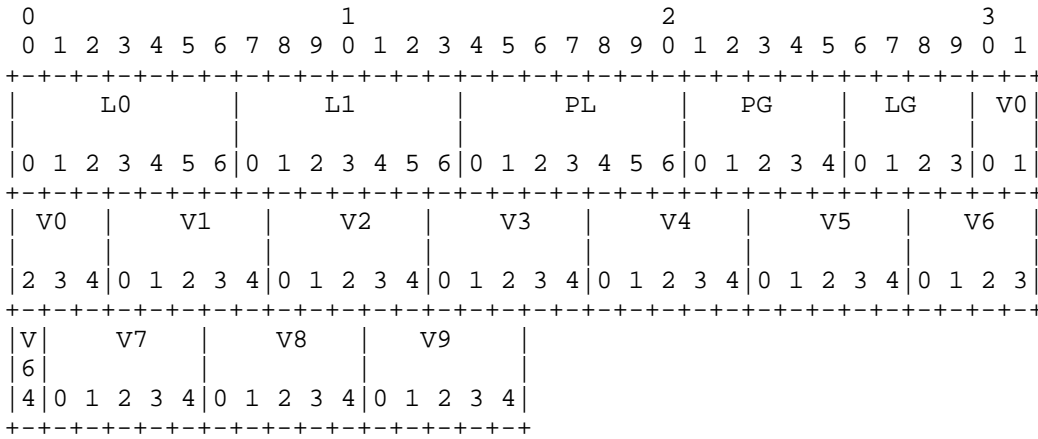 0                   1                   2                   3
0 1 2 3 4 5 6 7 8 9 0 1 2 3 4 5 6 7 8 9 0 1 2 3 4 5 6 7 8 9 0 1
+-+-+-+-+-+-+-+-+-+-+-+-+-+-+-+-+-+-+-+-+-+-+-+-+-+-+-+-+-+-+-+-+
|     L0      |     L1      |      PL     |   PG    |  LG   | V0|
|             |             |             |         |       |   |
|0 1 2 3 4 5 6|0 1 2 3 4 5 6|0 1 2 3 4 5 6|0 1 2 3 4|0 1 2 3|0 1|
+-+-+-+-+-+-+-+-+-+-+-+-+-+-+-+-+-+-+-+-+-+-+-+-+-+-+-+-+-+-+-+-+
| V0  |    V1   |    V2   |    V3   |    V4   |    V5   |   V6  |
|     |         |         |         |         |         |       |
|2 3 4|0 1 2 3 4|0 1 2 3 4|0 1 2 3 4|0 1 2 3 4|0 1 2 3 4|0 1 2 3|
+-+-+-+-+-+-+-+-+-+-+-+-+-+-+-+-+-+-+-+-+-+-+-+-+-+-+-+-+-+-+-+-+
|V|    V7   |    V8   |   V9    |
|6|         |         |         |
|4|0 1 2 3 4|0 1 2 3 4|0 1 2 3 4|
+-+-+-+-+-+-+-+-+-+-+-+-+-+-+-+-+